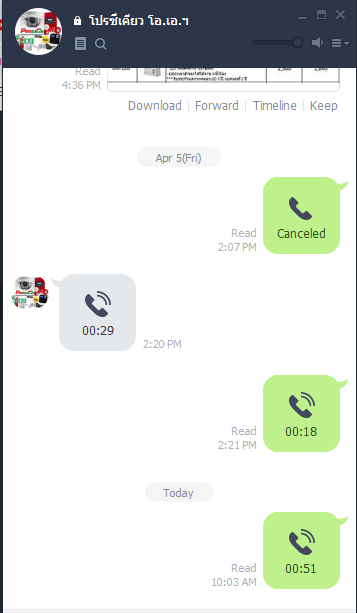 โปรซีเคียว โอ.เอ.ฯ
Read
4:36 PM
Download | Forward | Timeline | Keep
Apr 5(Fri)
Canceled
Read
2:07 PM
00:29
2:20 PM
00:18
Read
2:21 PM
Today
00:51
Read
10:03 AM